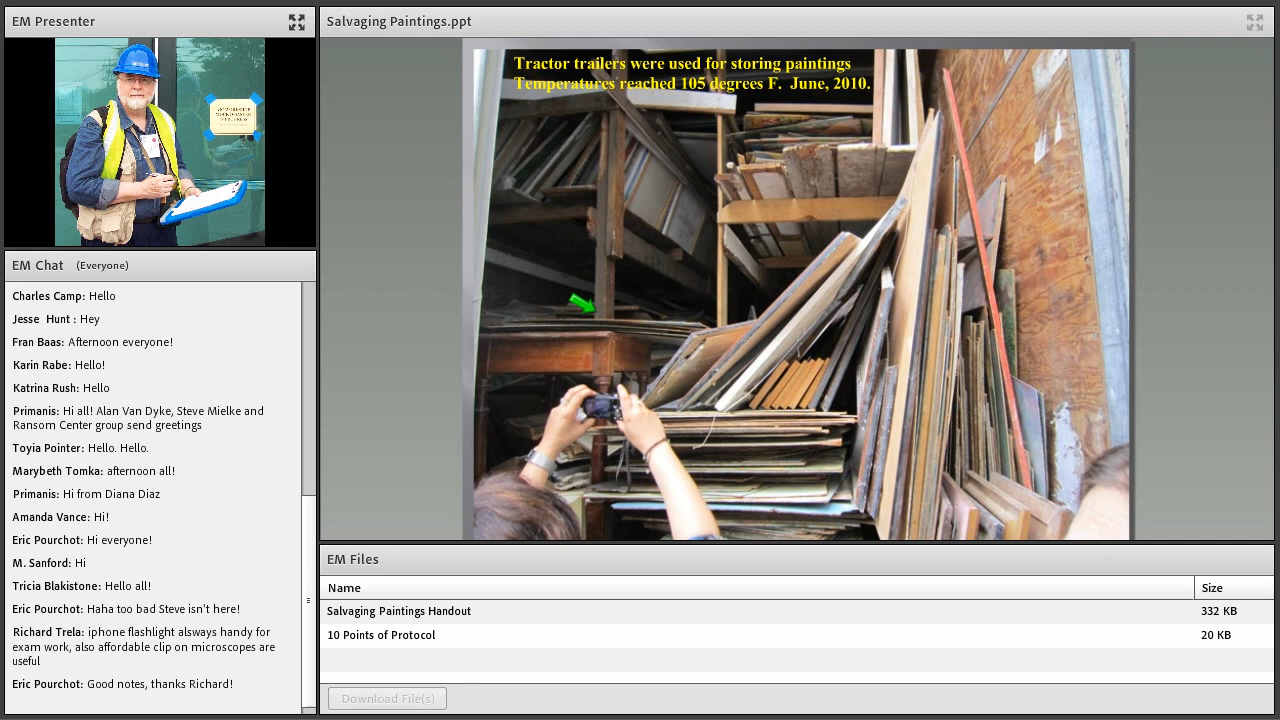 EM Presenter
EM Chat (Everyone)
Charles Camp: Hello
Jesse Hunt : Hey
Fran Baas: Afternoon everyone!
Karin Rabe: Hello!
Katrina Rush: Hello
Primanis: Hi all! Alan Van Dyke, Steve Mielke and
Ransom Center group send greetings
Toyia Pointer: Hello. Hello.
Marybeth Tomka: afternoon all!
Primanis: Hi from Diana Diaz
Amanda Vance: Hi!
Eric Pourchot: Hi everyone!
M. Sanford: Hi
Tricia Blakistone: Hello all!
Eric Pourchot: Haha too bad Steve isn't here!
Richard Trela: iphone flashlight alsways handy for
exam work, also affordable clip on microscopes are
useful
Eric Pourchot: Good notes, thanks Richard!
Salvaging Paintings.ppt
Tractor trailers were used for storing paintings
Temperatures reached 105 degrees F. June, 2010.
EM Files
Name Size
Salvaging Paintings Handout 332 KB
10 Points of Protocol 20 KB
Download File(s)